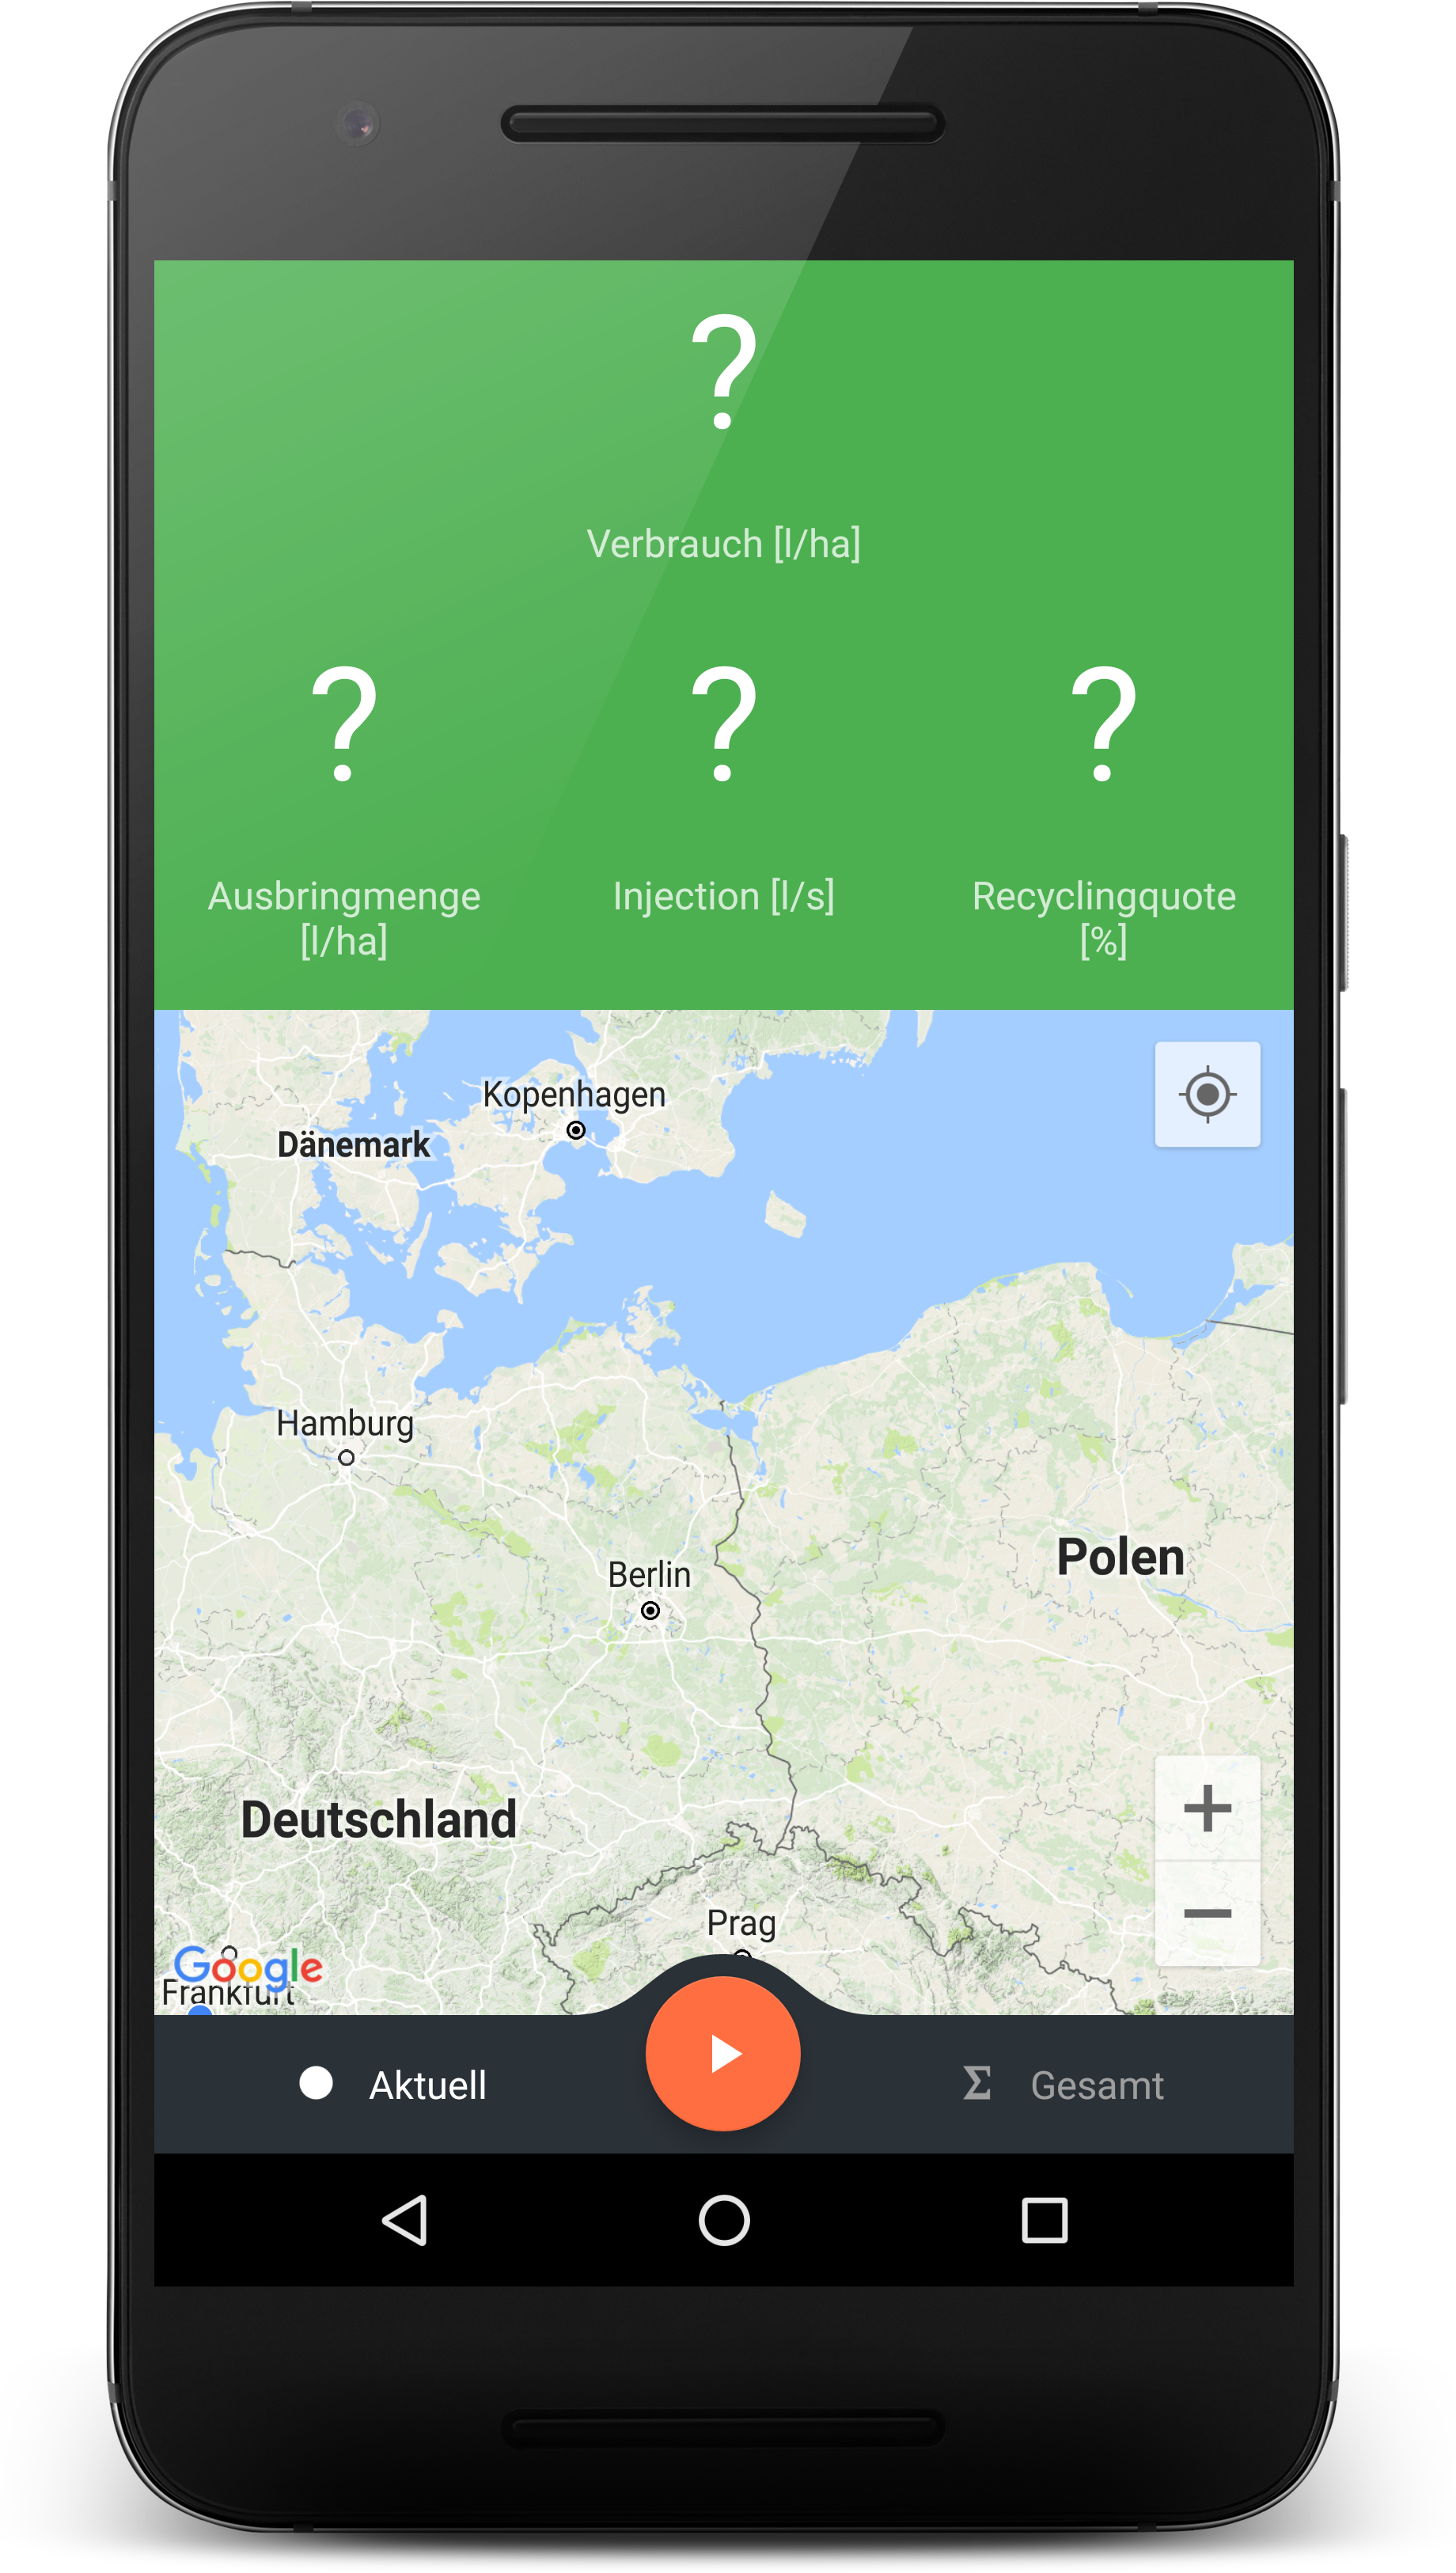 ?
Verbrauch [l/ha]
? ? ?
Ausbringmenge Injection [l/s] Recyclingquote
[l/ha] [%]
Kopenhagen
Dänemark
Hamburg
Polen
Berlin
Deutschland
Prag
Google
Frankfurt
Aktuell
Σ Gesamt